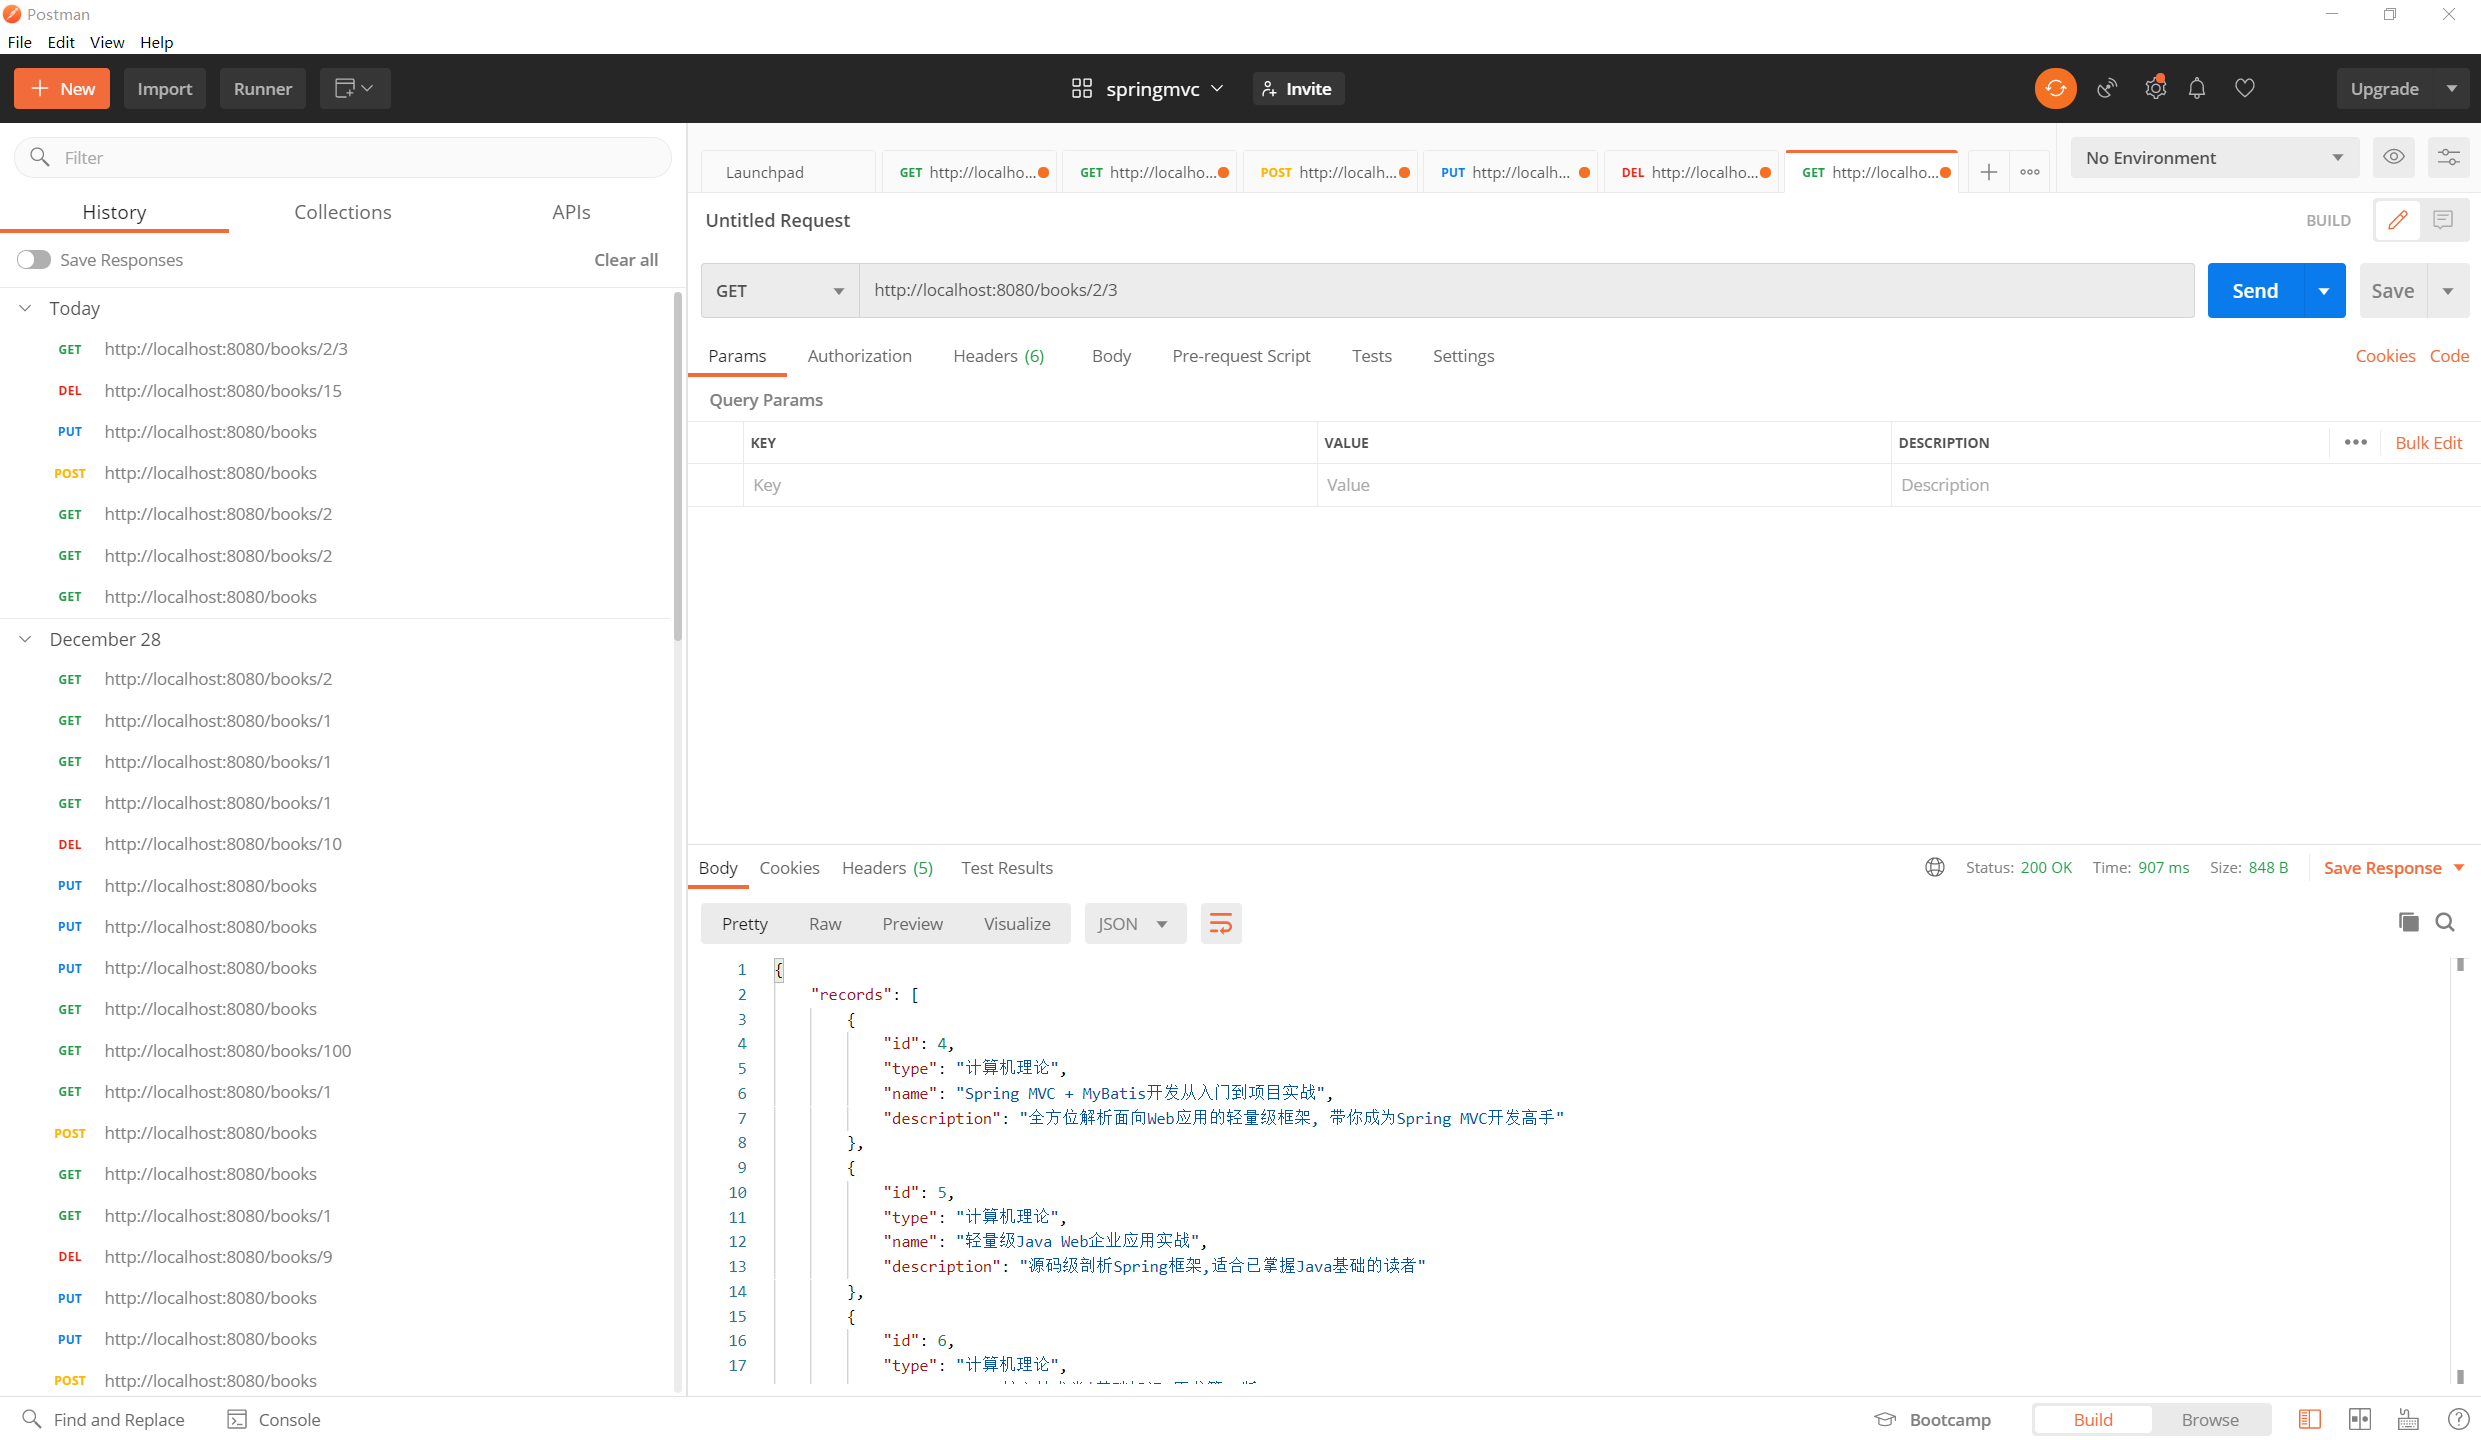 Postman
File Edit View Help
New Import Runner springmvc Invite Upgrade
Filter
History Collections APIs
Save Responses Clear all
Today
GET http://localhost:8080/books/2/3
DEL http://localhost:8080/books/15
PUT http://localhost:8080/books
POST http://localhost:8080/books
GET http://localhost:8080/books/2
GET http://localhost:8080/books/2
GET http://localhost:8080/books
December 28
GET http://localhost:8080/books/2
GET http://localhost:8080/books/1
GET http://localhost:8080/books/1
GET http://localhost:8080/books/1
DEL http://localhost:8080/books/10
PUT http://localhost:8080/books
PUT http://localhost:8080/books
PUT http://localhost:8080/books
GET http://localhost:8080/books
GET http://localhost:8080/books/100
GET http://localhost:8080/books/1
POST http://localhost:8080/books
GET http://localhost:8080/books
GET http://localhost:8080/books/1
DEL http://localhost:8080/books/9
PUT http://localhost:8080/books
PUT http://localhost:8080/books
POST http://localhost:8080/books
Launchpad GET http://localho... GET http://localho... POST http://localh... PUT http://localh... DEL http://localho... GET http://localho... No Environment
Untitled Request BUILD
GET http://localhost:8080/books/2/3 Send Save
Params Authorization Headers (6) Body Pre-request Script Tests Settings Cookies Code
Query Params
KEY VALUE DESCRIPTION Bulk Edit
Key Value Description
Body Cookies Headers (5) Test Results Status: 200 OK Time: 907 ms Size: 848 B Save Response
Pretty Raw Preview Visualize JSON
1 {
2 "records": [
3 {
4 "id": 4,
5 "type": "计算机理论",
6 "name": "Spring MVC + MyBatis开发从入门到项目实战",
7 "description": "全方位解析面向Web应用的轻量级框架, 带你成为Spring MVC开发高手"
8 },
9 {
10 "id": 5,
11 "type": "计算机理论",
12 "name": "轻量级Java Web企业应用实战",
13 "description": "源码级剖析Spring框架,适合已掌握Java基础的读者"
14 },
15 {
16 "id": 6,
17 "type": "计算机理论",
Find and Replace Console Bootcamp Build Browse